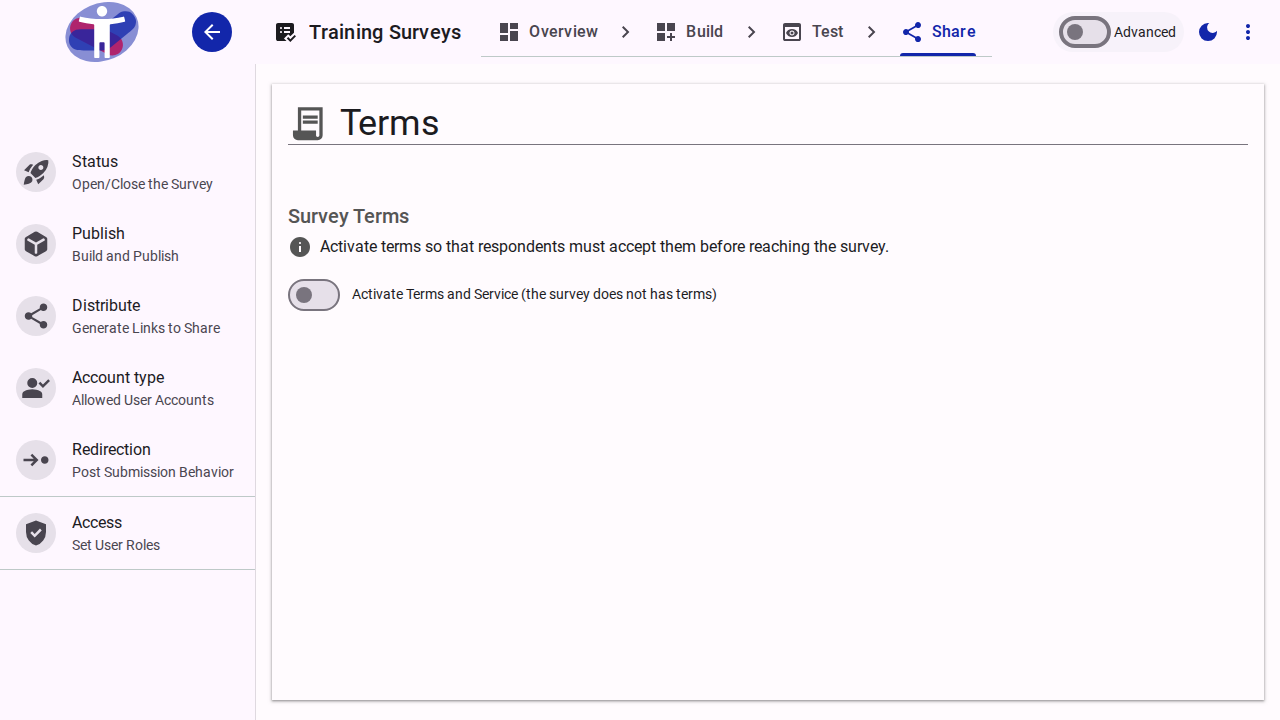 Training Surveys
Overview
Build
Test
Share
Advanced
Status
Open/Close the Survey
Publish
Build and Publish
Distribute
Generate Links to Share
Account type
Allowed User Accounts
Redirection
Post Submission Behavior
Access
Set User Roles
Terms
Survey Terms
Activate terms so that respondents must accept them before reaching the survey.
Activate Terms and Service (the survey does not has terms)